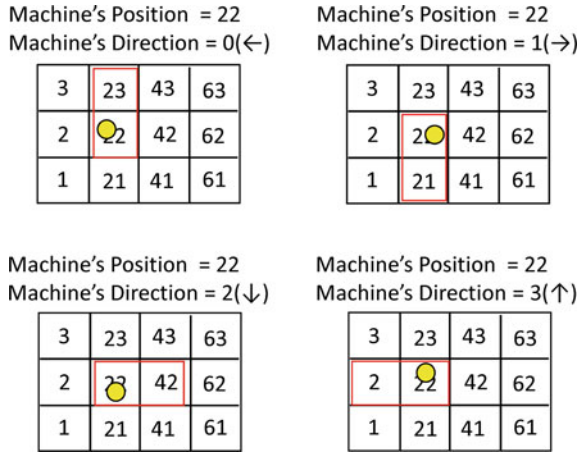 Machine's Position = 22
Machine's Direction = 0(←)
3 23 43 63
2 22 42 62
1 21 41 61
Machine's Position = 22
Machine's Direction = 1(→)
3 23 43 63
2 22 42 62
1 21 41 61
Machine's Position = 22
Machine's Direction = 2(↓)
3 23 43 63
2 22 42 62
1 21 41 61
Machine's Position = 22
Machine's Direction = 3(↑)
3 23 43 63
2 22 42 62
1 21 41 61